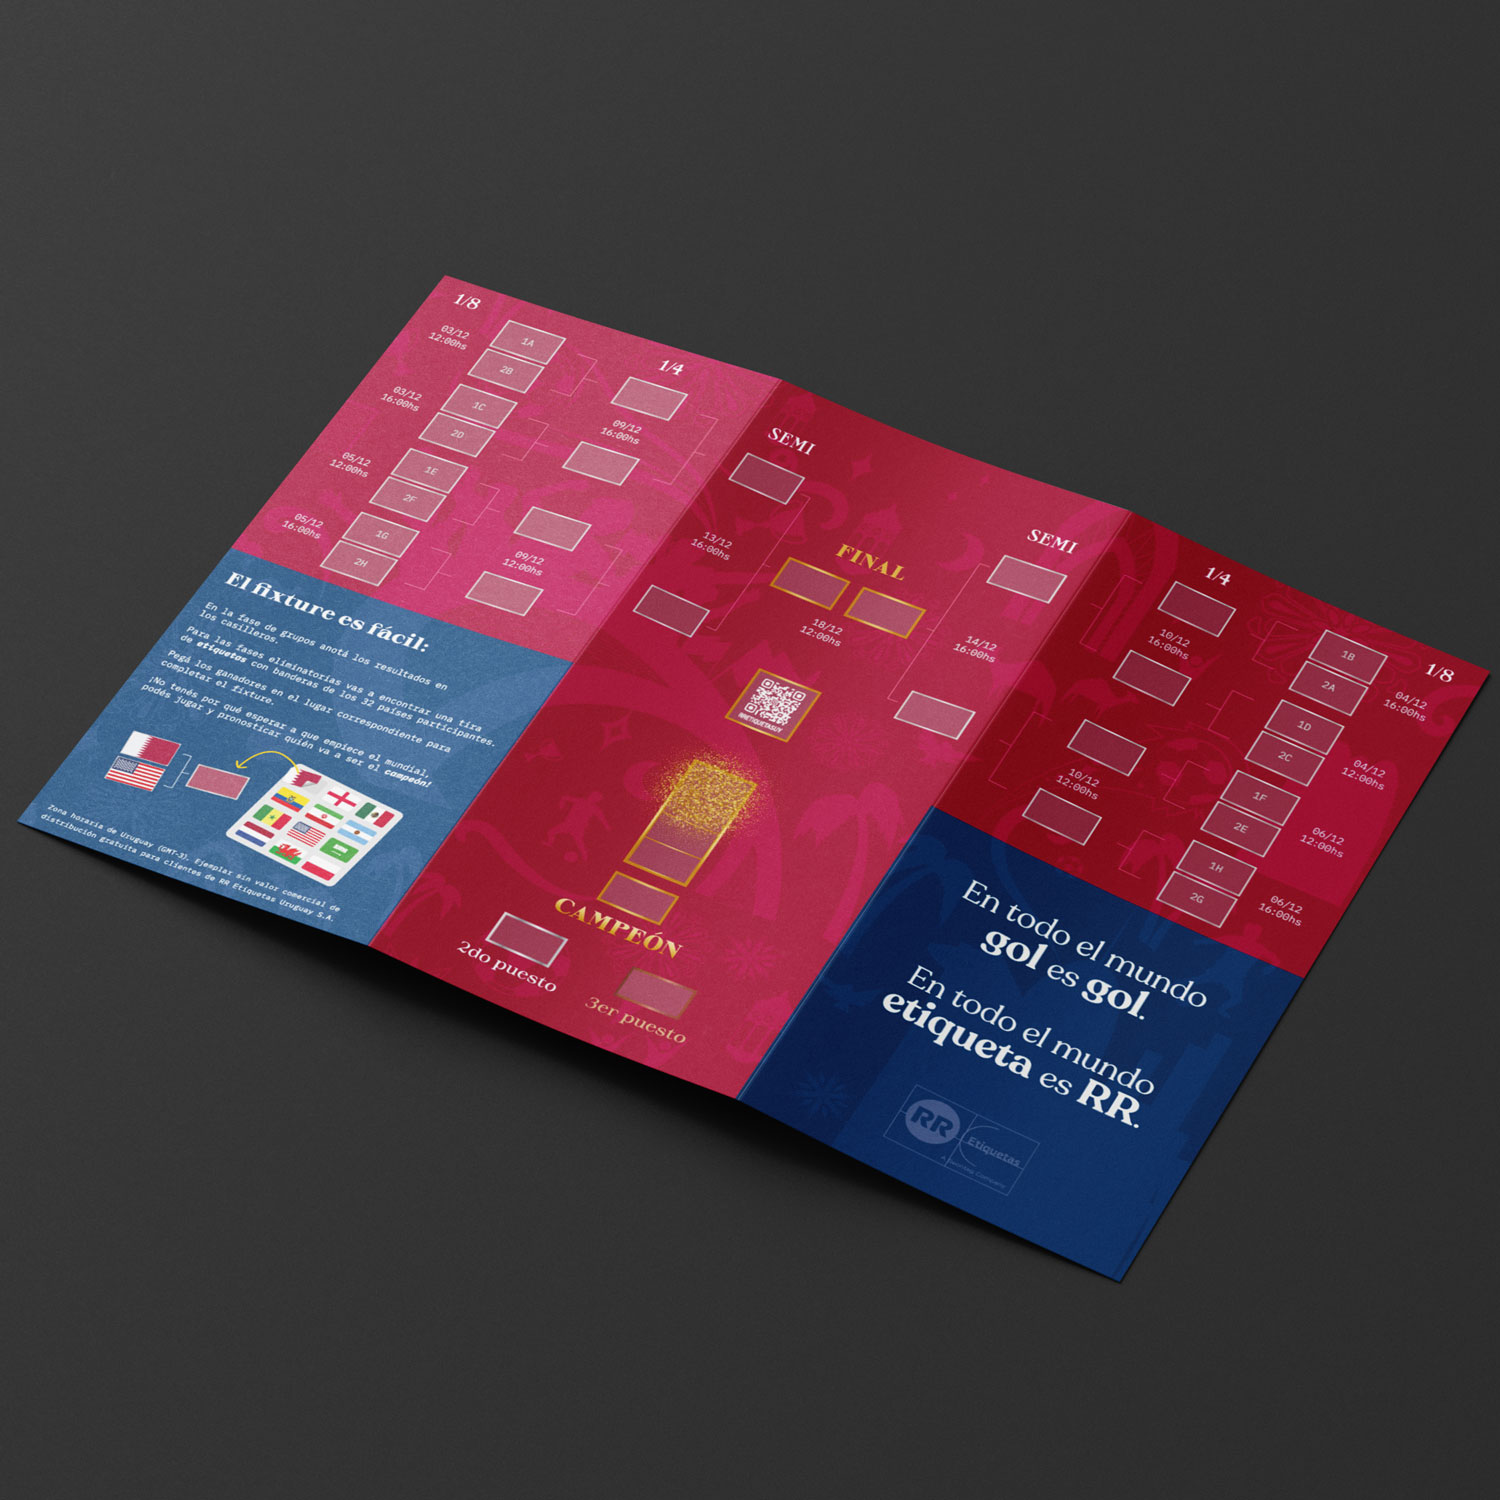 1/8
03/12
12:00hs
1A
2B
03/12
16:00hs
1C
2D
05/12
12:00hs
1E
2F
05/12
16:00hs
1G
2H
1/4
09/12
16:00hs
09/12
12:00hs
El fixture es fácil:
En la fase de grupos anotá los resultados en
los casilleros.
Para las fases eliminatorias vas a encontrar una tira
de etiquetas con banderas de los 32 países participantes.
Pegá los ganadores en el lugar correspondiente para
completar el fixture.
¡No tenés por qué esperar a que empiece el mundial,
podés jugar y pronosticar quién va a ser el campeón!
Zona horaria de Uruguay (GMT-3). Ejemplar sin valor comercial de
distribución gratuita para clientes de RR Etiquetas Uruguay S.A.
SEMI
13/12
16:00hs
FINAL
18/12
12:00hs
SEMI
14/12
16:00hs
RRETIQUETASUY
CAMPEÓN
2do puesto
3er puesto
1/4
10/12
16:00hs
10/12
12:00hs
1/8
1B
2A
04/12
16:00hs
1D
2C
04/12
12:00hs
1F
2E
06/12
12:00hs
1H
2G
06/12
16:00hs
En todo el mundo
gol es gol.
En todo el mundo
etiqueta es RR.
RR Etiquetas